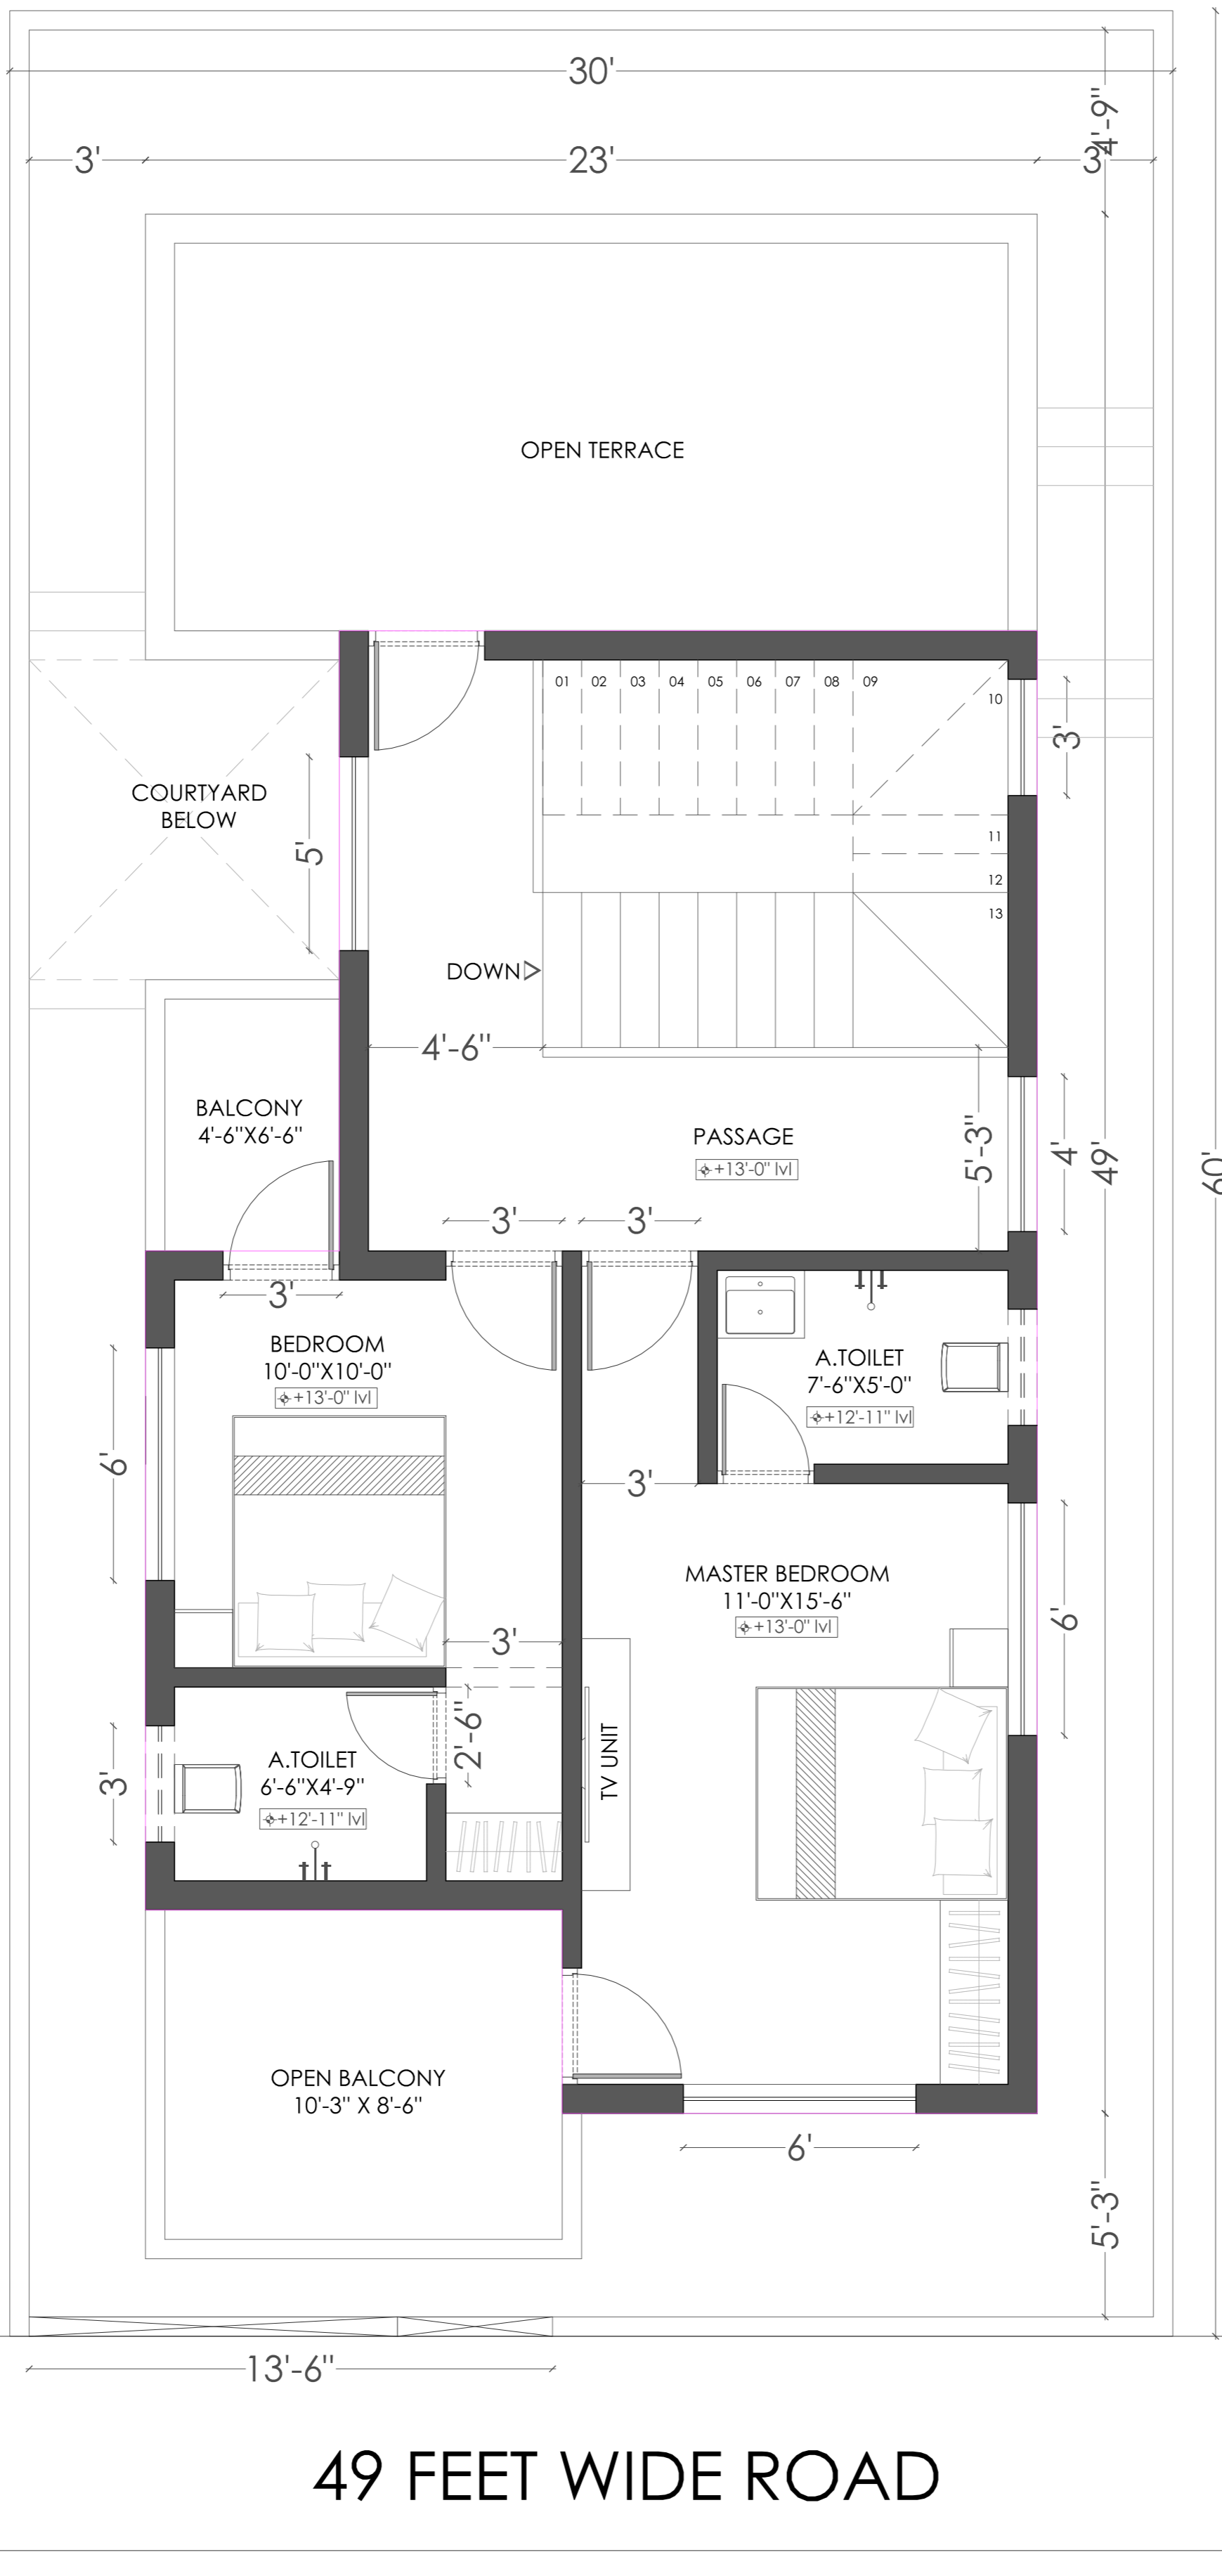 30'
4'-9"
3'
23'
3'
OPEN TERRACE
01 02 03 04 05 06 07 08 09
10
3'
COURTYARD
BELOW
5'
11
12
13
DOWN
4'-6"
BALCONY
4'-6"X6'-6"
PASSAGE
+13'-0" lvl
5'-3"
4'
49'
60'
3'
3'
3'
BEDROOM
10'-0"X10'-0"
+13'-0" lvl
A.TOILET
7'-6"X5'-0"
+12'-11" lvl
6'
3'
MASTER BEDROOM
11'-0"X15'-6"
+13'-0" lvl
6'
3'
2'-6"
TV UNIT
A.TOILET
6'-6"X4'-9"
+12'-11" lvl
3'
OPEN BALCONY
10'-3" X 8'-6"
6'
5'-3"
13'-6"
49 FEET WIDE ROAD